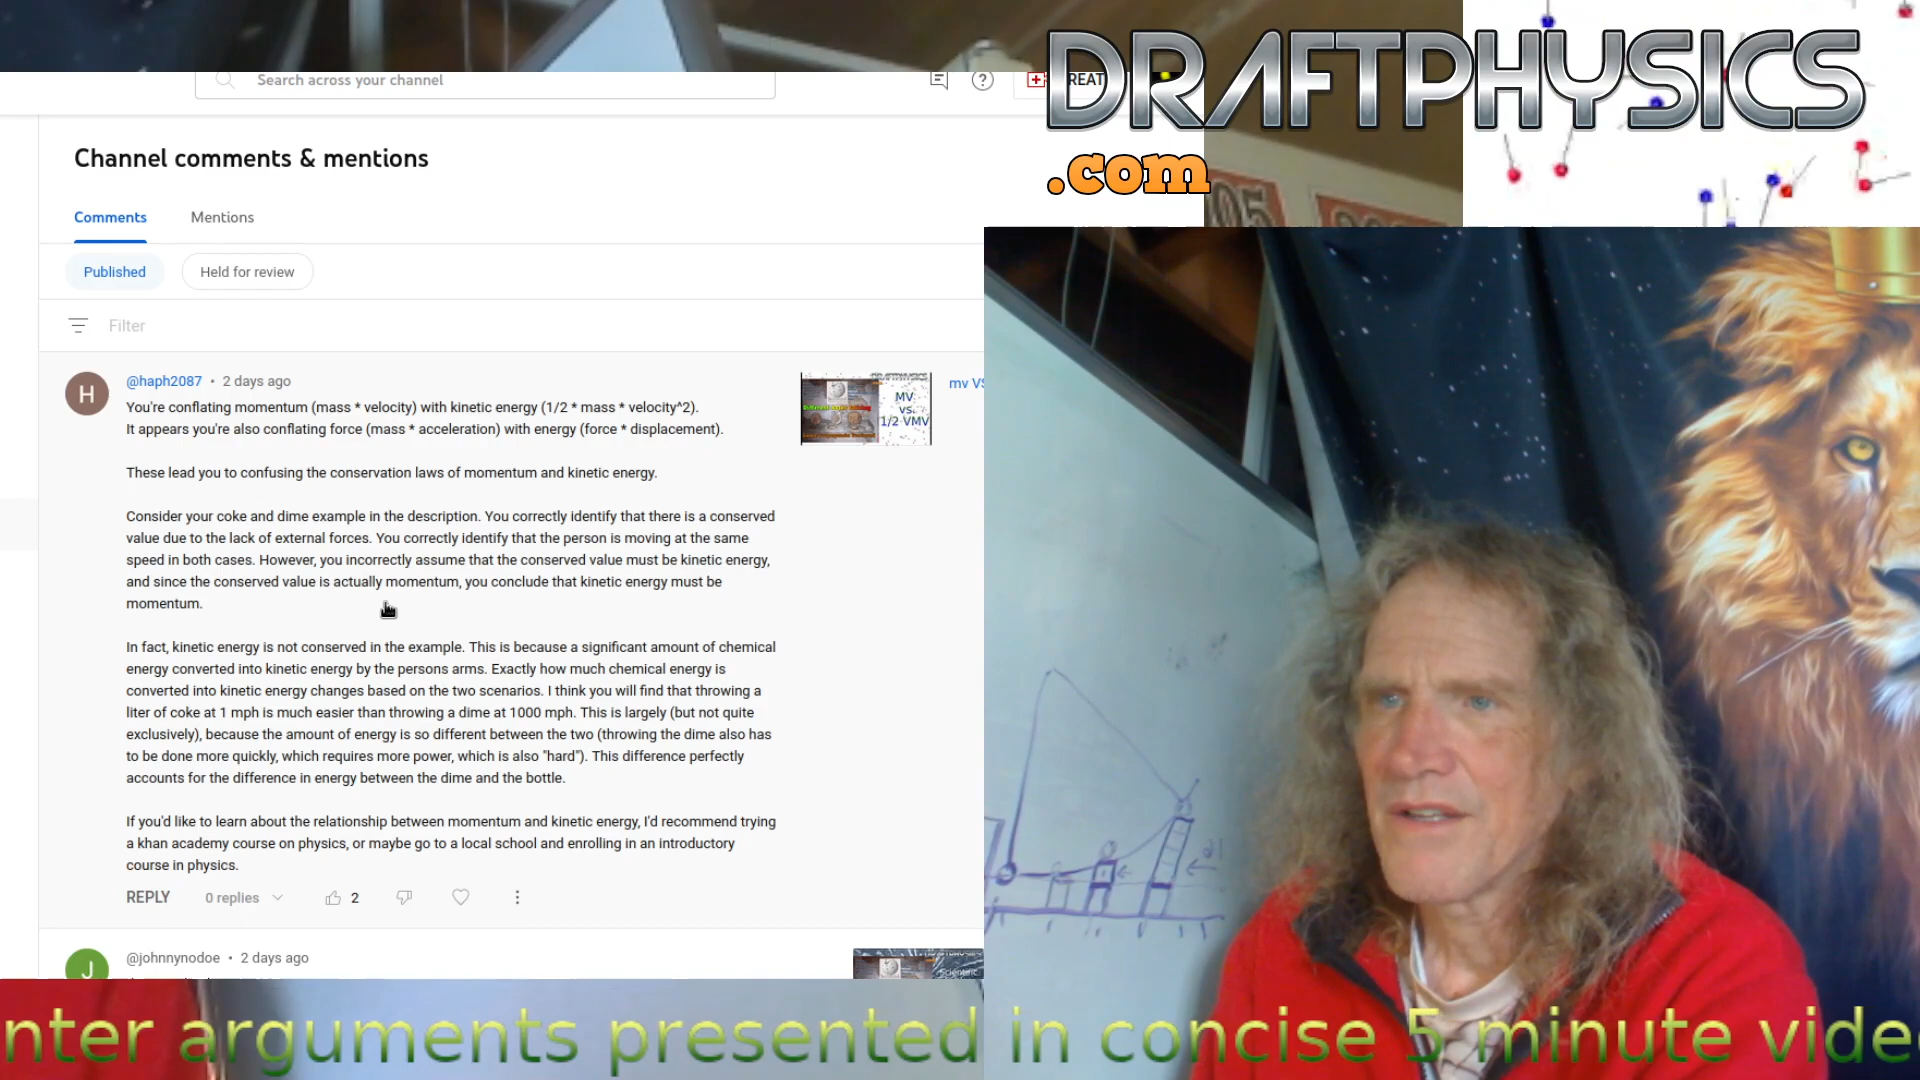 Search across your channel
DRAFTPHYSICS
.com
Channel comments & mentions
Comments
Mentions
Published
Held for review
Filter
@haph2087 • 2 days ago
You're conflating momentum (mass * velocity) with kinetic energy (1/2 * mass * velocity^2).
It appears you're also conflating force (mass * acceleration) with energy (force * displacement).
These lead you to confusing the conservation laws of momentum and kinetic energy.
Consider your coke and dime example in the description. You correctly identify that there is a conserved
value due to the lack of external forces. You correctly identify that the person is moving at the same
speed in both cases. However, you incorrectly assume that the conserved value must be kinetic energy,
and since the conserved value is actually momentum, you conclude that kinetic energy must be
momentum.
In fact, kinetic energy is not conserved in the example. This is because a significant amount of chemical
energy converted into kinetic energy by the persons arms. Exactly how much chemical energy is
converted into kinetic energy changes based on the two scenarios. I think you will find that throwing a
liter of coke at 1 mph is much easier than throwing a dime at 1000 mph. This is largely (but not quite
exclusively), because the amount of energy is so different between the two (throwing the dime also has
to be done more quickly, which requires more power, which is also "hard"). This difference perfectly
accounts for the difference in energy between the dime and the bottle.
If you'd like to learn about the relationship between momentum and kinetic energy, I'd recommend trying
a khan academy course on physics, or maybe go to a local school and enrolling in an introductory
course in physics.
REPLY
0 replies
2
H
MV
vs.
1/2 VMV
mv VS
J
@johnnynodoe • 2 days ago
nter arguments presented in concise 5 minute vide